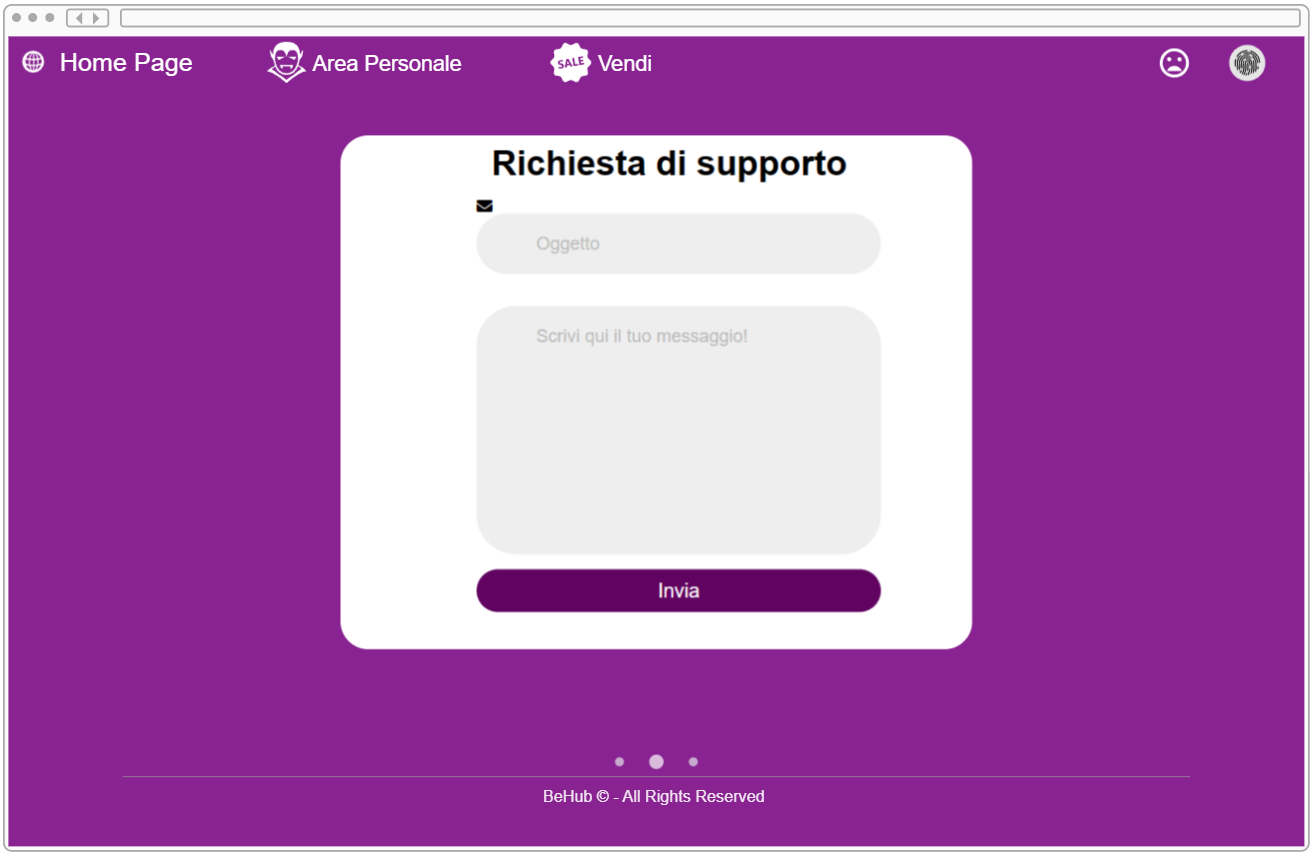 Home Page
Area Personale
SALE
Vendi
Richiesta di supporto
Oggetto
Scrivi qui il tuo messaggio!
Invia
BeHub © - All Rights Reserved